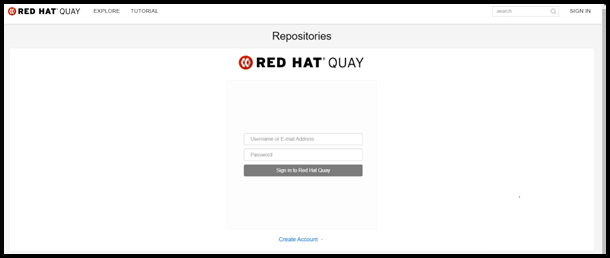 RED HAT® QUAY EXPLORE TUTORIAL search SIGN IN
Repositories
RED HAT® QUAY
Username or E-mail Address
Password
Sign in to Red Hat Quay
Create Account